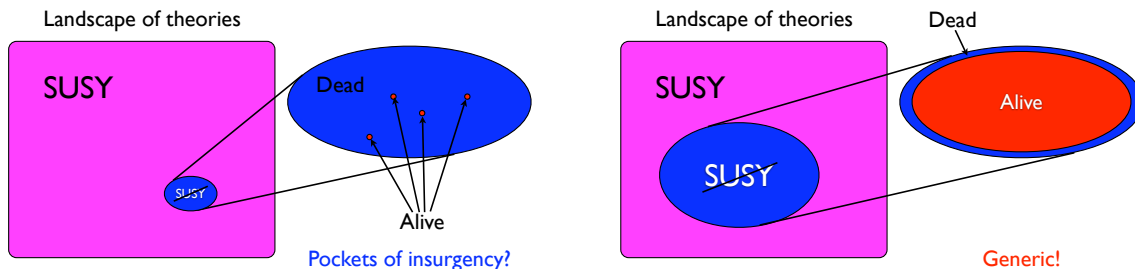 Landscape of theories
SUSY
Dead
SUSY
Alive
Pockets of insurgency?
Landscape of theories
Dead
SUSY
Alive
SUSY
Generic!